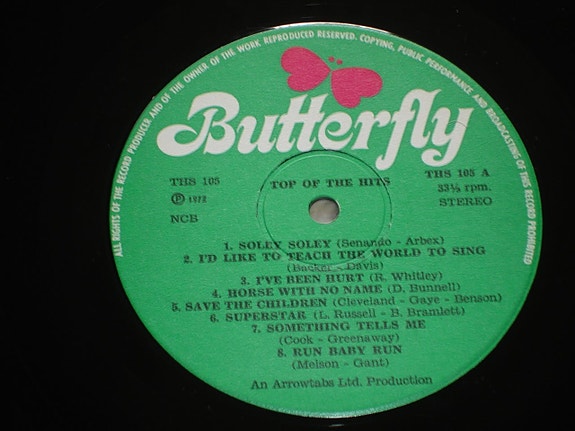 ALL RIGHTS OF THE RECORD PRODUCER AND OF THE OWNER OF THE WORK REPRODUCED RESERVED. COPYING, PUBLIC PERFORMANCE AND BROADCASTING OF THIS RECORD PROHIBITED
Butterfly
THS 105 TOP OF THE HITS THS 105 A
Ⓟ 1972 33⅓ rpm.
NCB STEREO
1. SOLEY SOLEY (Senando - Arbex)
2. I'D LIKE TO TEACH THE WORLD TO SING
(Backer - Davis)
3. I'VE BEEN HURT (R. Whitley)
4. HORSE WITH NO NAME (D. Bunnell)
5. SAVE THE CHILDREN (Cleveland - Gaye - Benson)
6. SUPERSTAR (L. Russell - B. Bramlett)
7. SOMETHING TELLS ME
(Cook - Greenaway)
8. RUN BABY RUN
(Melson - Gant)
An Arrowtabs Ltd. Production